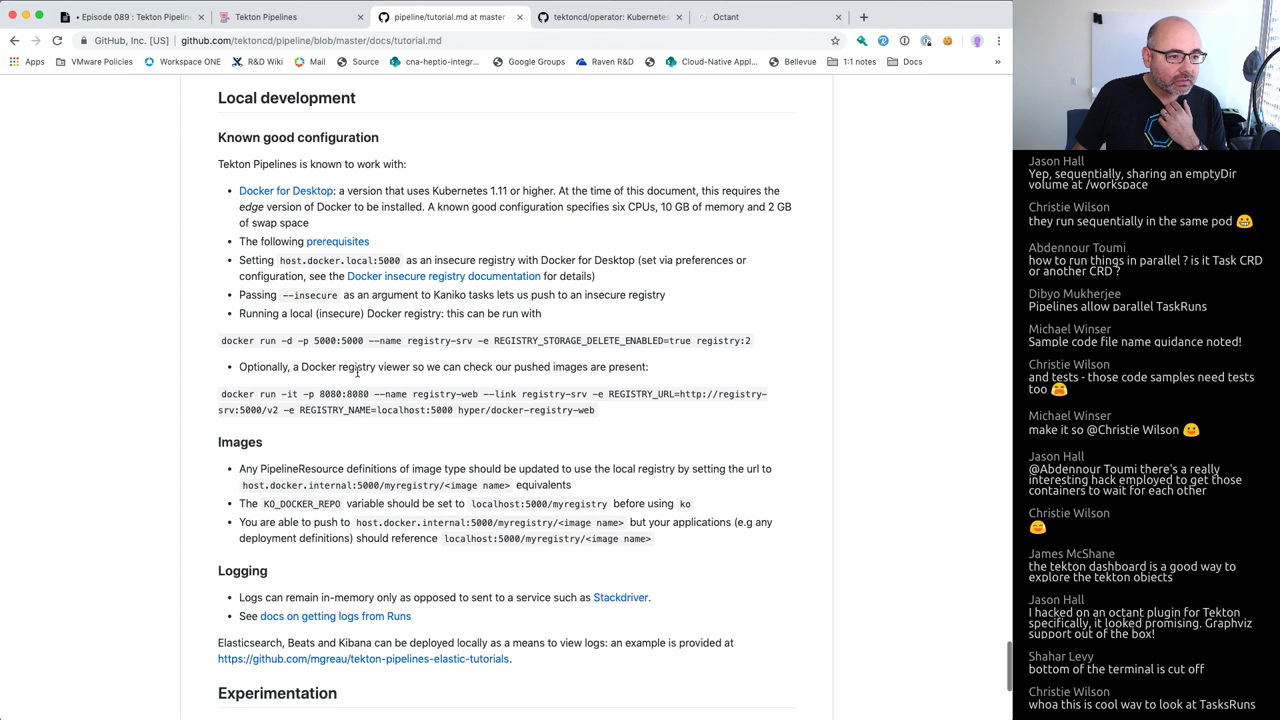 • Episode 089 : Tekton Pipelin
Tekton Pipelines
pipeline/tutorial.md at master
tektoncd/operator: Kubernetes
Octant
GitHub, Inc. [US]
github.com/tektoncd/pipeline/blob/master/docs/tutorial.md
Apps
VMware Policies
Workspace ONE
R&D Wiki
Mail
Source
cna-heptio-integr...
Google Groups
Raven R&D
Cloud-Native App...
Bellevue
1:1 notes
Docs
»
Local development
Known good configuration
Tekton Pipelines is known to work with:
• Docker for Desktop: a version that uses Kubernetes 1.11 or higher. At the time of this document, this requires the
edge version of Docker to be installed. A known good configuration specifies six CPUs, 10 GB of memory and 2 GB
of swap space
• The following prerequisites
• Setting host.docker.local:5000 as an insecure registry with Docker for Desktop (set via preferences or
configuration, see the Docker insecure registry documentation for details)
• Passing --insecure as an argument to Kaniko tasks lets us push to an insecure registry
• Running a local (insecure) Docker registry: this can be run with
docker run -d -p 5000:5000 --name registry-srv -e REGISTRY_STORAGE_DELETE_ENABLED=true registry:2
• Optionally, a Docker registry viewer so we can check our pushed images are present:
docker run -it -p 8080:8080 --name registry-web --link registry-srv -e REGISTRY_URL=http://registry-
srv:5000/v2 -e REGISTRY_NAME=localhost:5000 hyper/docker-registry-web
Images
• Any PipelineResource definitions of image type should be updated to use the local registry by setting the url to
host.docker.internal:5000/myregistry/<image name> equivalents
• The KO_DOCKER_REPO variable should be set to localhost:5000/myregistry before using ko
• You are able to push to host.docker.internal:5000/myregistry/<image name> but your applications (e.g any
deployment definitions) should reference localhost:5000/myregistry/<image name>
Logging
• Logs can remain in-memory only as opposed to sent to a service such as Stackdriver.
• See docs on getting logs from Runs
Elasticsearch, Beats and Kibana can be deployed locally as a means to view logs: an example is provided at
https://github.com/mgreau/tekton-pipelines-elastic-tutorials.
Experimentation
Jason Hall
Yep, sequentially, sharing an emptyDir
volume at /workspace
Christie Wilson
they run sequentially in the same pod 😀
Abdennour Toumi
how to run things in parallel ? is it Task CRD
or another CRD ?
Dibyo Mukherjee
Pipelines allow parallel TaskRuns
Michael Winser
Sample code file name guidance noted!
Christie Wilson
and tests - those code samples need tests
too 😫
Michael Winser
make it so @Christie Wilson 😀
Jason Hall
@Abdennour Toumi there's a really
interesting hack employed to get those
containers to wait for each other
Christie Wilson
😄
James McShane
the tekton dashboard is a good way to
explore the tekton objects
Jason Hall
I hacked on an octant plugin for Tekton
specifically, it looked promising. Graphviz
support out of the box!
Shahar Levy
bottom of the terminal is cut off
Christie Wilson
whoa this is cool way to look at TasksRuns